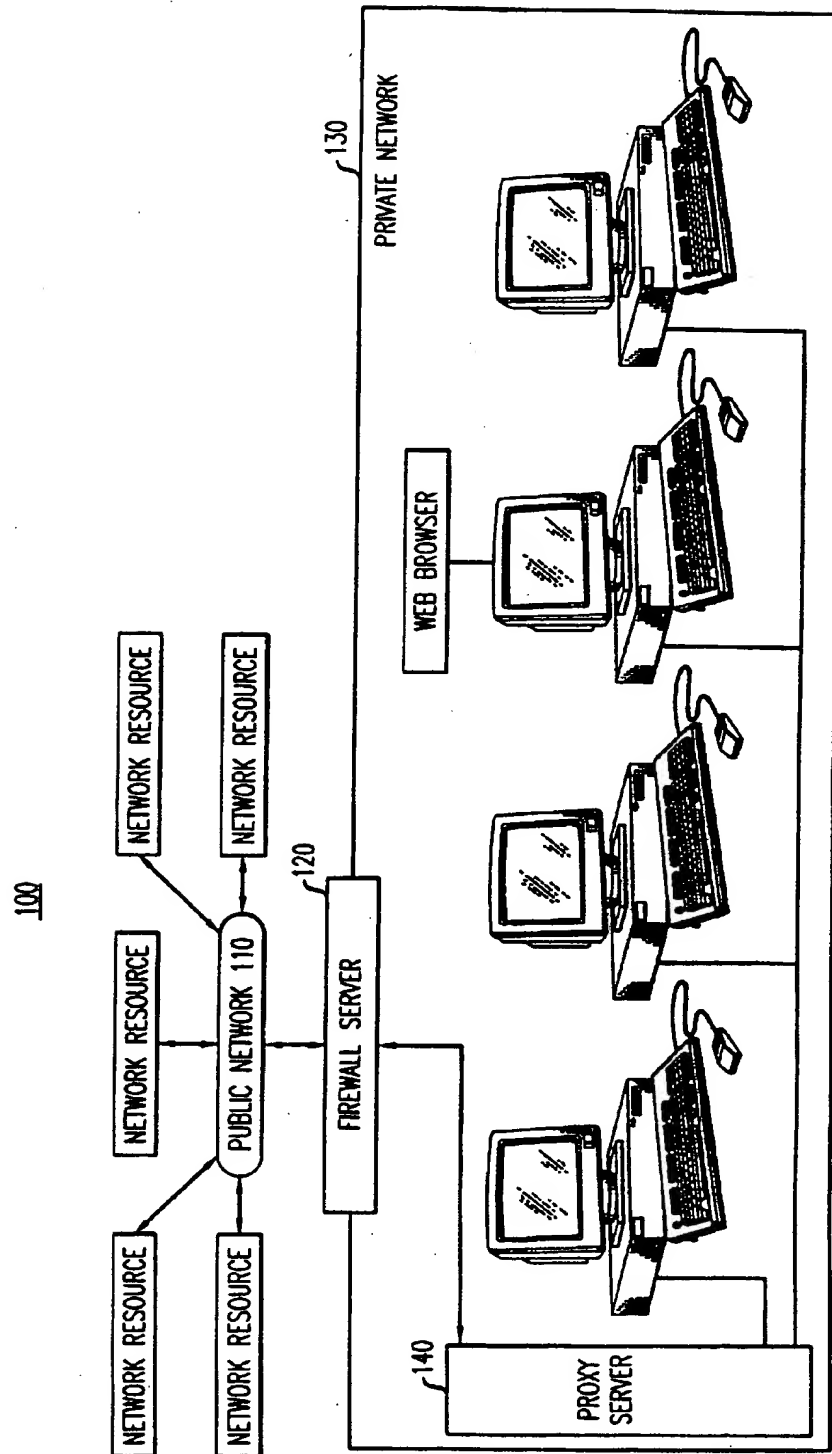 100
NETWORK RESOURCE
NETWORK RESOURCE
NETWORK RESOURCE
NETWORK RESOURCE
NETWORK RESOURCE
PUBLIC NETWORK 110
120
FIREWALL SERVER
130
PRIVATE NETWORK
WEB BROWSER
140
PROXY
SERVER